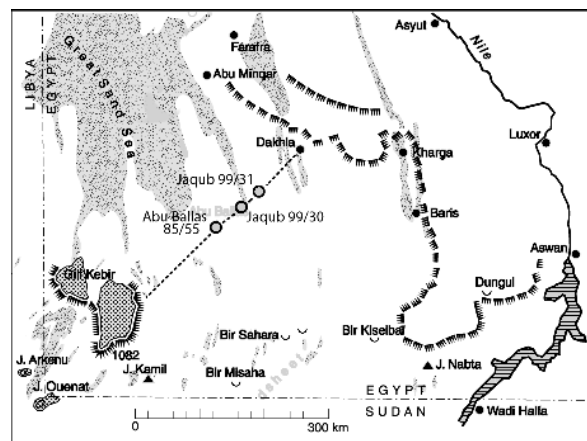 Asyut
Nile
Farafra
Abu Minqar
LIBYA
EGYPT
Great Sand Sea
Dakhla
Kharga
Luxor
Jaqub 99/31
Abu Ballas
85/55
Jaqub 99/30
Baris
Aswan
Gilf Kebir
Dungul
Bir Sahara
Bir Kiseiba
1082
J. Arkenu
J. Kamil
Bir Misaha
J. Nabta
J. Ouenat
EGYPT
SUDAN
Wadi Halfa
0 300 km